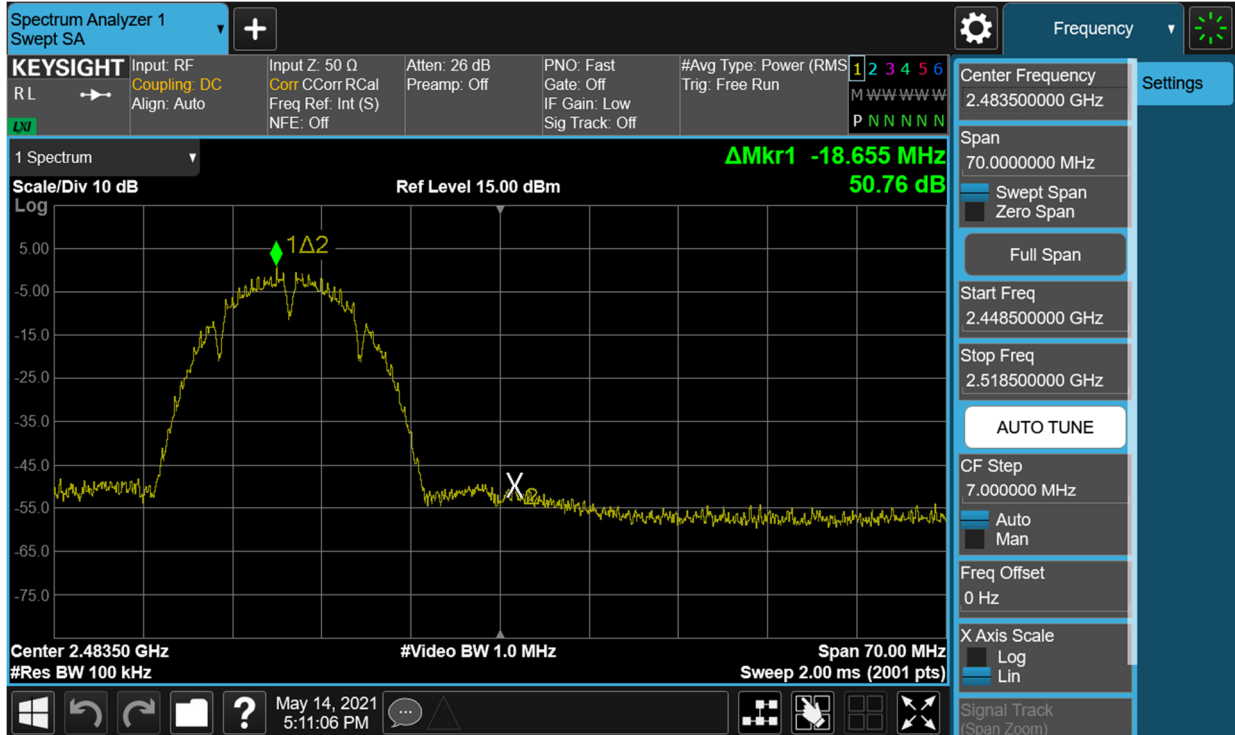 Spectrum Analyzer 1
Swept SA
Frequency
KEYSIGHT
R L
LXI
Input: RF
Coupling: DC
Align: Auto
Input Z: 50 Ω
Corr CCorr RCal
Freq Ref: Int (S)
NFE: Off
Atten: 26 dB
Preamp: Off
PNO: Fast
Gate: Off
IF Gain: Low
Sig Track: Off
#Avg Type: Power (RMS
Trig: Free Run
1 2 3 4 5 6
M W W W W W
P N N N N N
1 Spectrum
Scale/Div 10 dB
Ref Level 15.00 dBm
ΔMkr1 -18.655 MHz
50.76 dB
Log
1Δ2
5.00
-5.00
-15.0
-25.0
-35.0
-45.0
-55.0
-65.0
-75.0
X
2
Center 2.48350 GHz
#Video BW 1.0 MHz
Span 70.00 MHz
#Res BW 100 kHz
Sweep 2.00 ms (2001 pts)
?
May 14, 2021
5:11:06 PM
Settings
Center Frequency
2.483500000 GHz
Span
70.0000000 MHz
Swept Span
Zero Span
Full Span
Start Freq
2.448500000 GHz
Stop Freq
2.518500000 GHz
AUTO TUNE
CF Step
7.000000 MHz
Auto
Man
Freq Offset
0 Hz
X Axis Scale
Log
Lin
Signal Track
(Span Zoom)